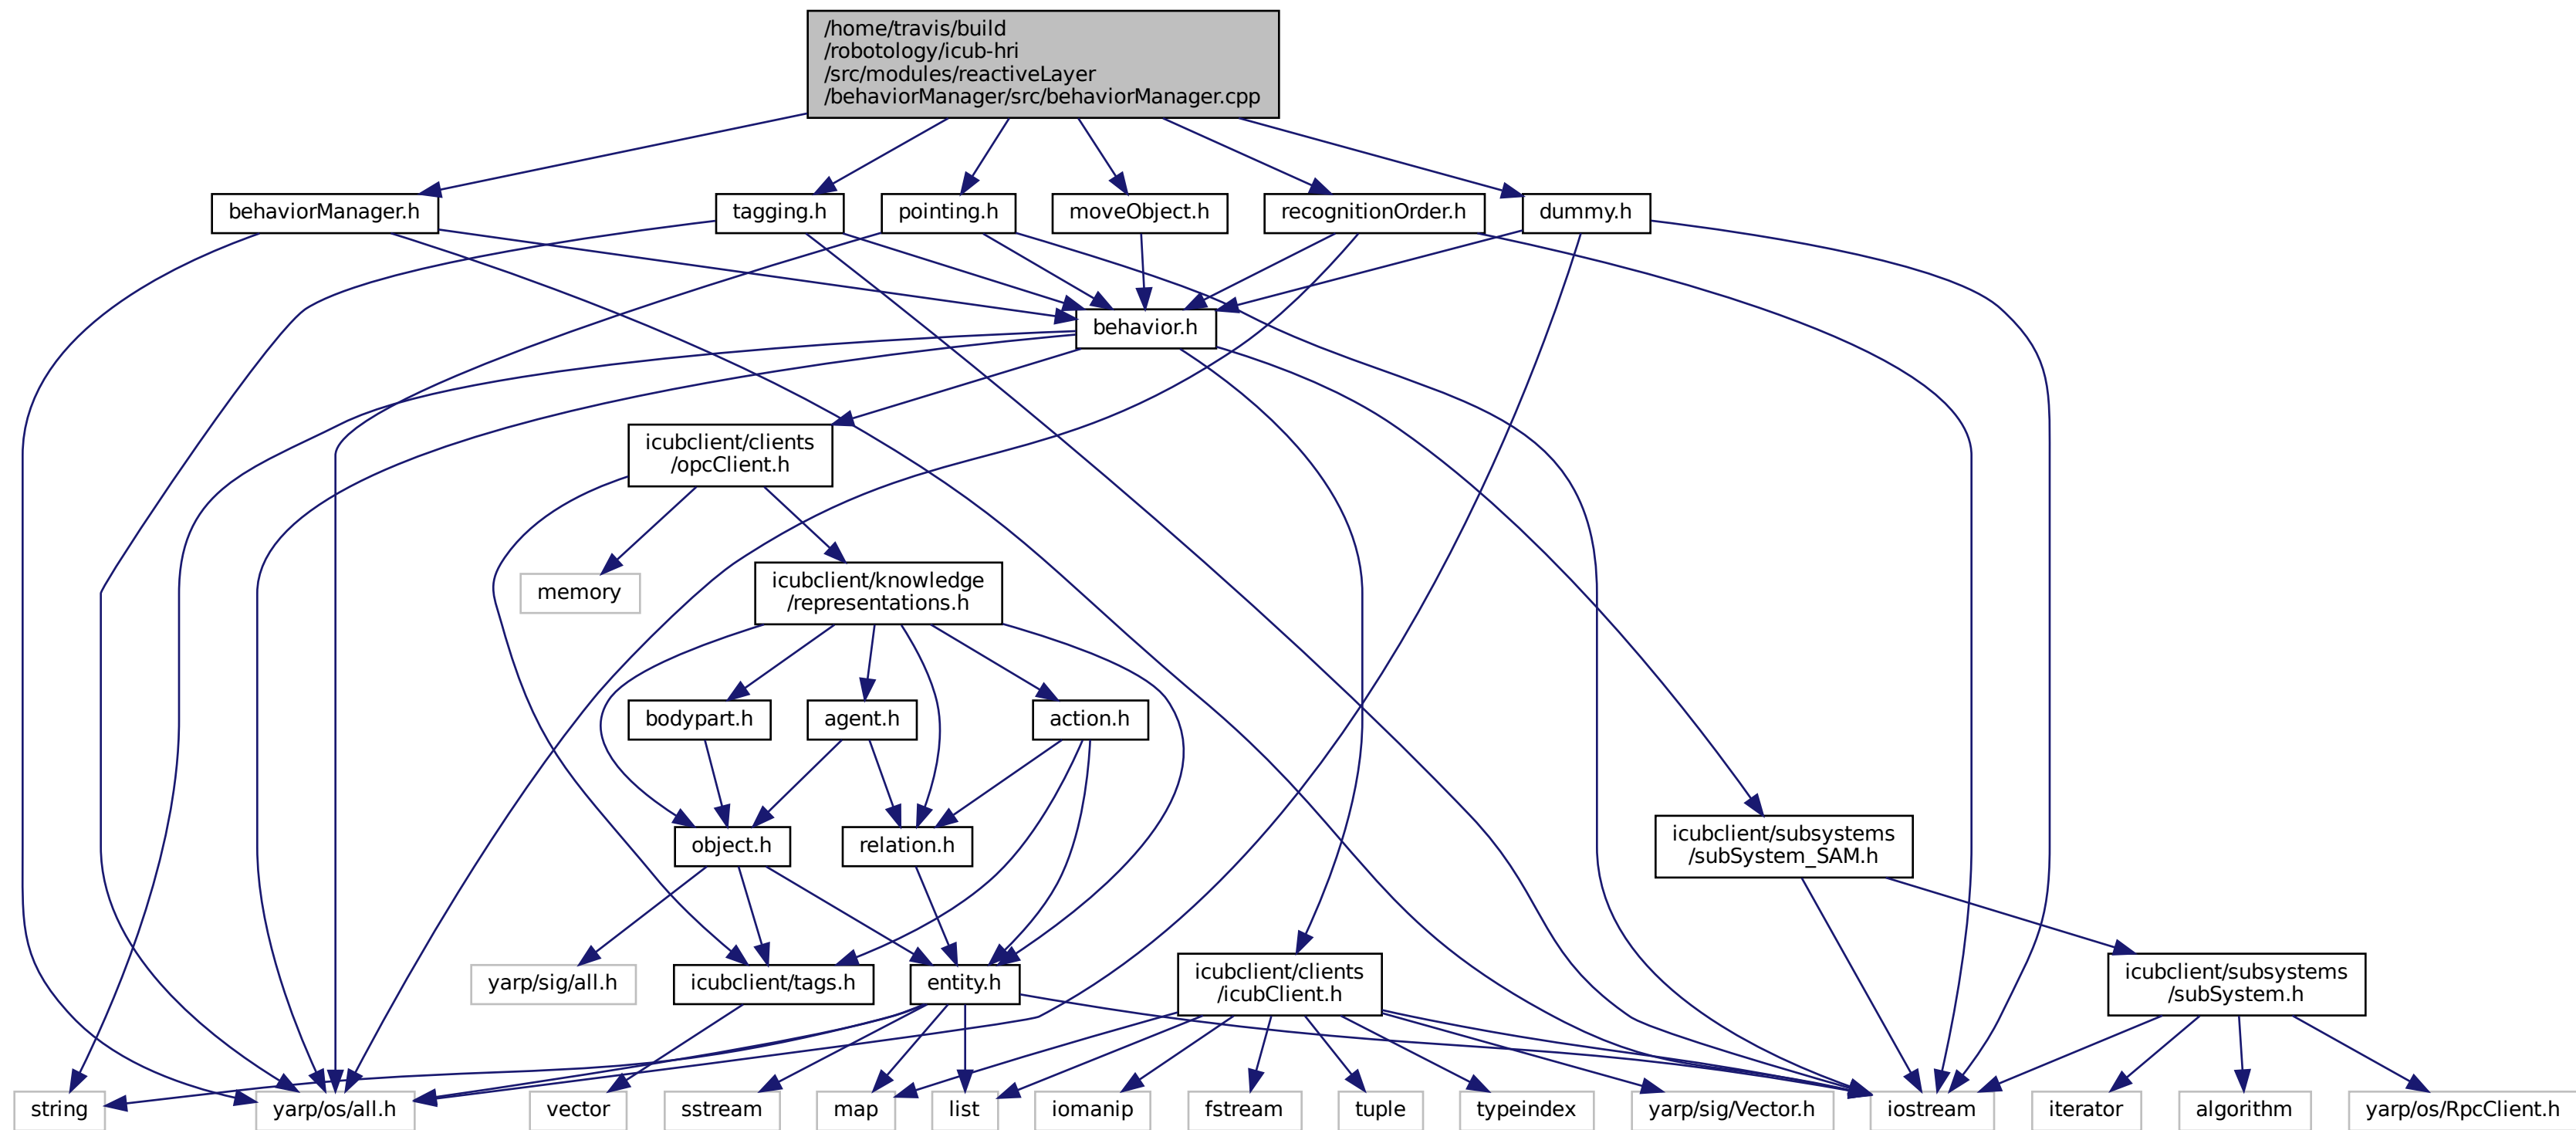 /home/travis/build
/robotology/icub-hri
/src/modules/reactiveLayer
/behaviorManager/src/behaviorManager.cpp
behaviorManager.h
tagging.h
pointing.h
moveObject.h
recognitionOrder.h
dummy.h
behavior.h
icubclient/clients
/opcClient.h
memory
icubclient/knowledge
/representations.h
bodypart.h
agent.h
action.h
object.h
relation.h
icubclient/subsystems
/subSystem_SAM.h
yarp/sig/all.h
icubclient/tags.h
entity.h
icubclient/clients
/icubClient.h
icubclient/subsystems
/subSystem.h
string
yarp/os/all.h
vector
sstream
map
list
iomanip
fstream
tuple
typeindex
yarp/sig/Vector.h
iostream
iterator
algorithm
yarp/os/RpcClient.h